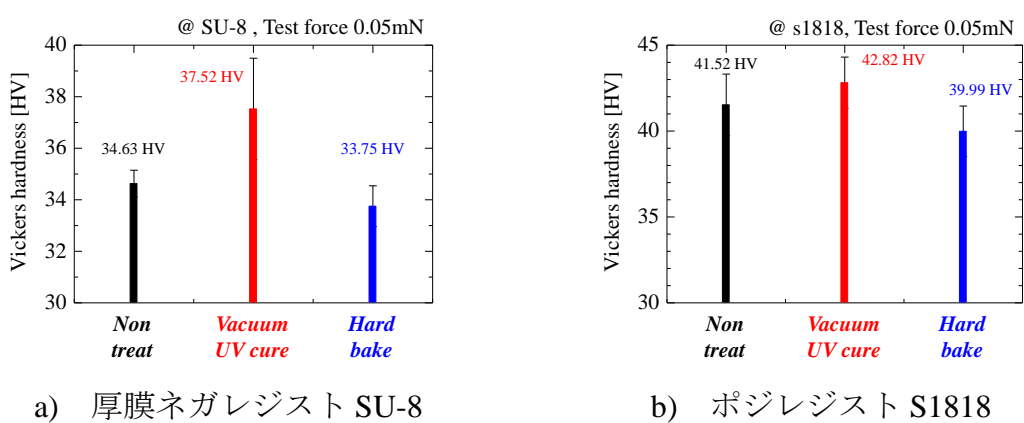 @ SU-8 , Test force 0.05mN
Vickers hardness [HV]
40
38
36
34
32
30
34.63 HV
37.52 HV
33.75 HV
Non
treat
Vacuum
UV cure
Hard
bake
a) 厚膜ネガレジスト SU-8
@ s1818, Test force 0.05mN
Vickers hardness [HV]
45
40
35
30
41.52 HV
42.82 HV
39.99 HV
Non
treat
Vacuum
UV cure
Hard
bake
b) ポジレジスト S1818